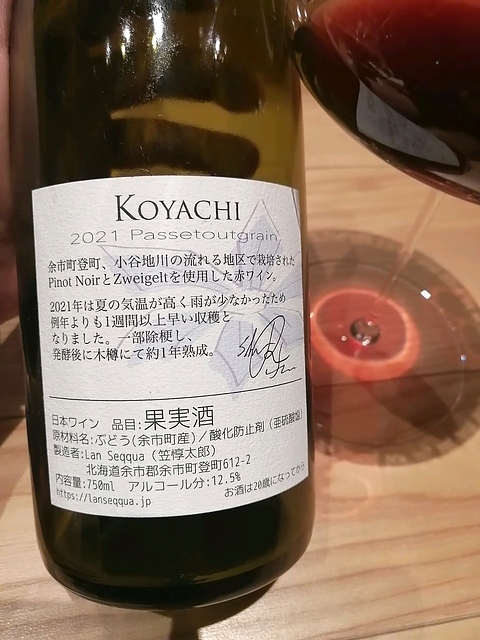 KOYACHI
2021 Passetoutgrain
余市町登町、小谷地川の流れる地区で栽培された
Pinot NoirとZweigeltを使用した赤ワイン。
2021年は夏の気温が高く雨が少なかったため
例年よりも1週間以上早い収穫と
なりました。一部除梗し、
発酵後に木樽にて約1年熟成。
日本ワイン 品目:果実酒
原材料名:ぶどう(余市町産)/酸化防止剤(亜硫酸塩)
製造者:Lan Seqqua(笠惇太郎)
北海道余市郡余市町登町612-2
内容量:750ml アルコール分:12.5%
https://lanseqqua.jp お酒は20歳になってから